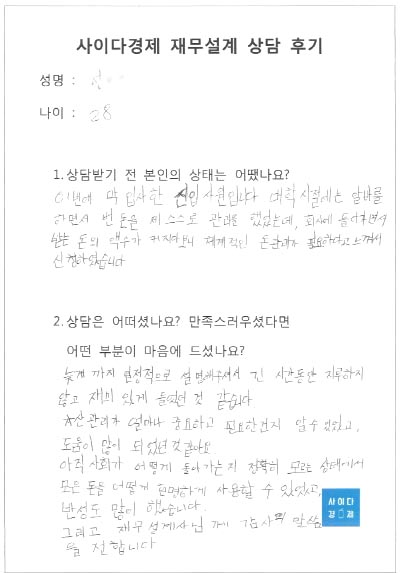 사이다경제 재무설계 상담 후기
성명 :
나이 : 28
1.상담받기 전 본인의 상태는 어땠나요?
이번에 막 입사한 신입사원입니다 대학시절에는 알바를
하면서 번 돈을 제 스스로 관리를 했었는데, 회사에 들어가면서
받는 돈의 액수가 커지다보니 체계적인 돈관리가 필요하다고 느껴서
신청하였습니다
2.상담은 어떠셨나요? 만족스러우셨다면
어떤 부분이 마음에 드셨나요?
늦게 까지 열정적으로 설명해주셔서 긴 시간동안 지루하지
않고 재미 있게 들었던 것 같습니다
자산관리가 얼마나 중요하고 필요한건지 알 수 있었고,
도움이 많이 되었던것 같아요
아직 사회가 어떻게 돌아가는지 정확히 모르는 상태에서
모은 돈을 어떻게 현명하게 사용할 수 있었고,
반성도 많이 했습니다
그리고 재무설계사님 께 감사의 말씀
을 전합니다
사이다
경제